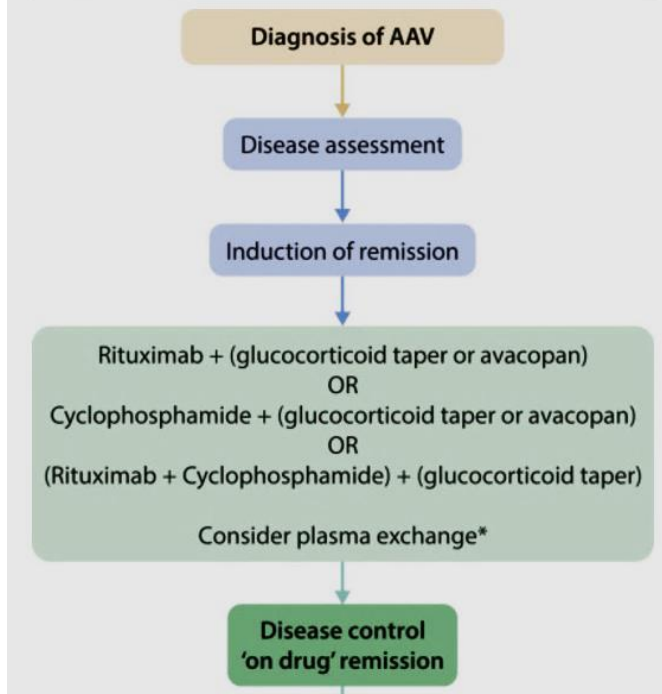 Diagnosis of AAV
Disease assessment
Induction of remission
Rituximab + (glucocorticoid taper or avacopan)
OR
Cyclophosphamide + (glucocorticoid taper or avacopan)
OR
(Rituximab + Cyclophosphamide) + (glucocorticoid taper)
Consider plasma exchange*
Disease control
‘on drug’ remission